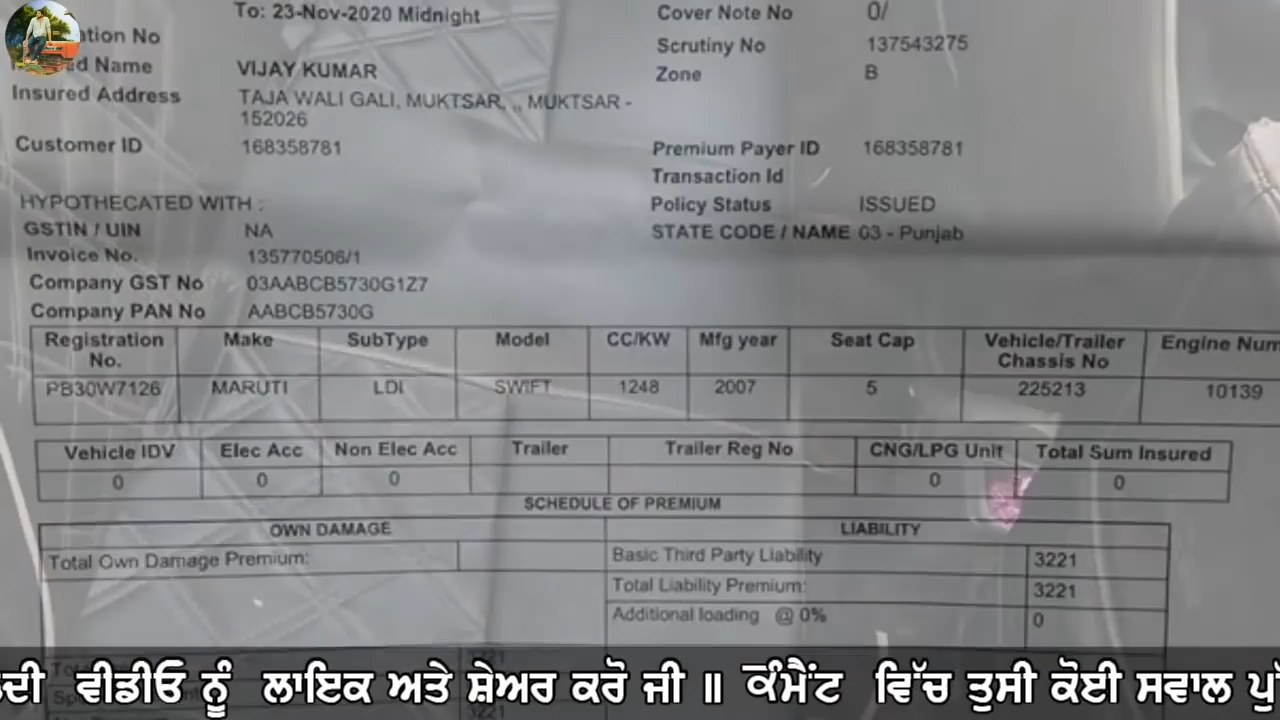 To: 23-Nov-2020 Midnight
Cover Note No 0/
ation No
Scrutiny No 137543275
ed Name VIJAY KUMAR
Zone B
Insured Address TAJA WALI GALI, MUKTSAR, ,, MUKTSAR -
152026
Customer ID 168358781
Premium Payer ID 168358781
Transaction Id
HYPOTHECATED WITH :
Policy Status ISSUED
GSTIN / UIN NA
STATE CODE / NAME 03 - Punjab
Invoice No. 135770506/1
Company GST No 03AABCB5730G1Z7
Company PAN No AABCB5730G
Registration No. Make SubType Model CC/KW Mfg year Seat Cap Vehicle/Trailer Chassis No Engine Num
PB30W7126 MARUTI LDI SWIFT 1248 2007 5 225213 10139
Vehicle IDV Elec Acc Non Elec Acc Trailer Trailer Reg No CNG/LPG Unit Total Sum Insured
0 0 0 0 0
SCHEDULE OF PREMIUM
OWN DAMAGE LIABILITY
Total Own Damage Premium: Basic Third Party Liability 3221
Total Liability Premium: 3221
Additional loading @ 0% 0
ਦੀ ਵੀਡੀਓ ਨੂੰ ਲਾਇਕ ਅਤੇ ਸ਼ੇਅਰ ਕਰੋ ਜੀ ॥ ਕੰਮੈਂਟ ਵਿੱਚ ਤੁਸੀ ਕੋਈ ਸਵਾਲ